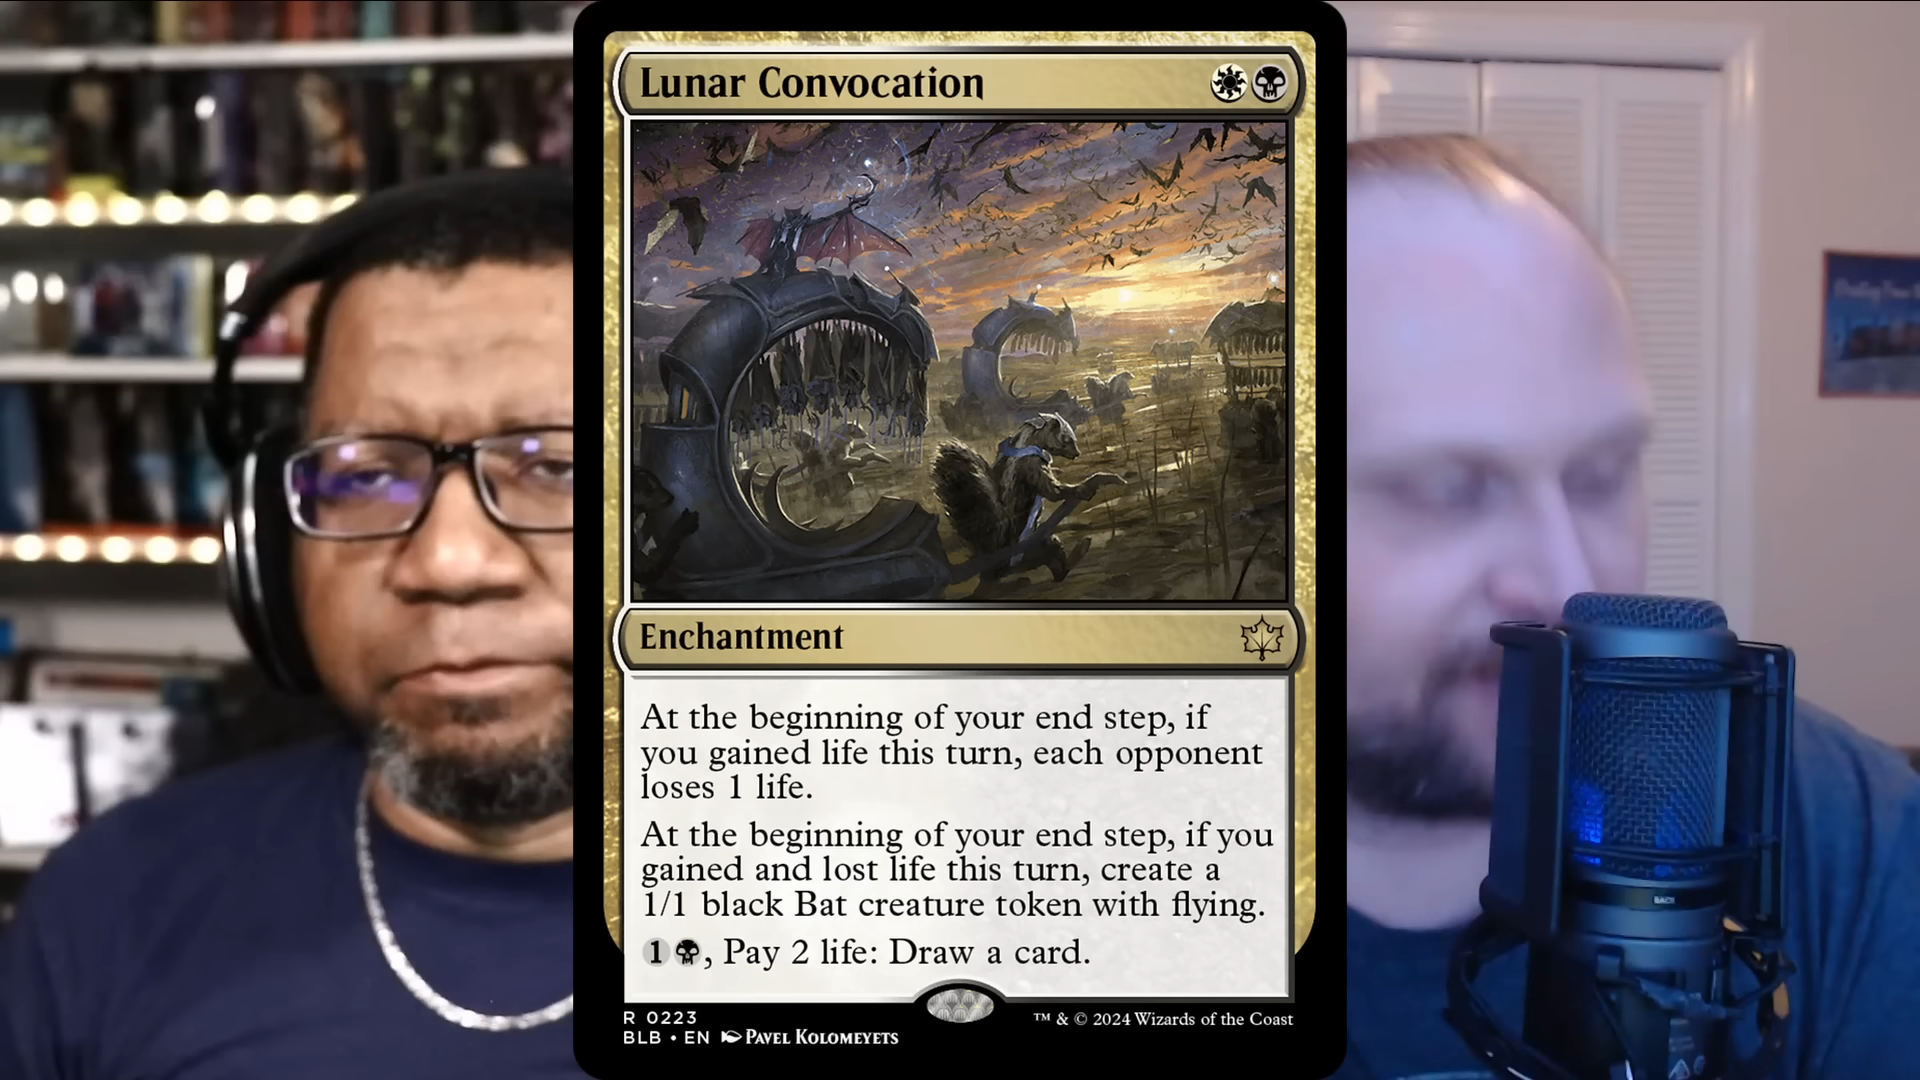 Lunar Convocation
Enchantment
At the beginning of your end step, if
you gained life this turn, each opponent
loses 1 life.
At the beginning of your end step, if you
gained and lost life this turn, create a
1/1 black Bat creature token with flying.
1, Pay 2 life: Draw a card.
R 0223
BLB • EN PAVEL KOLOMEYETS
™ & © 2024 Wizards of the Coast